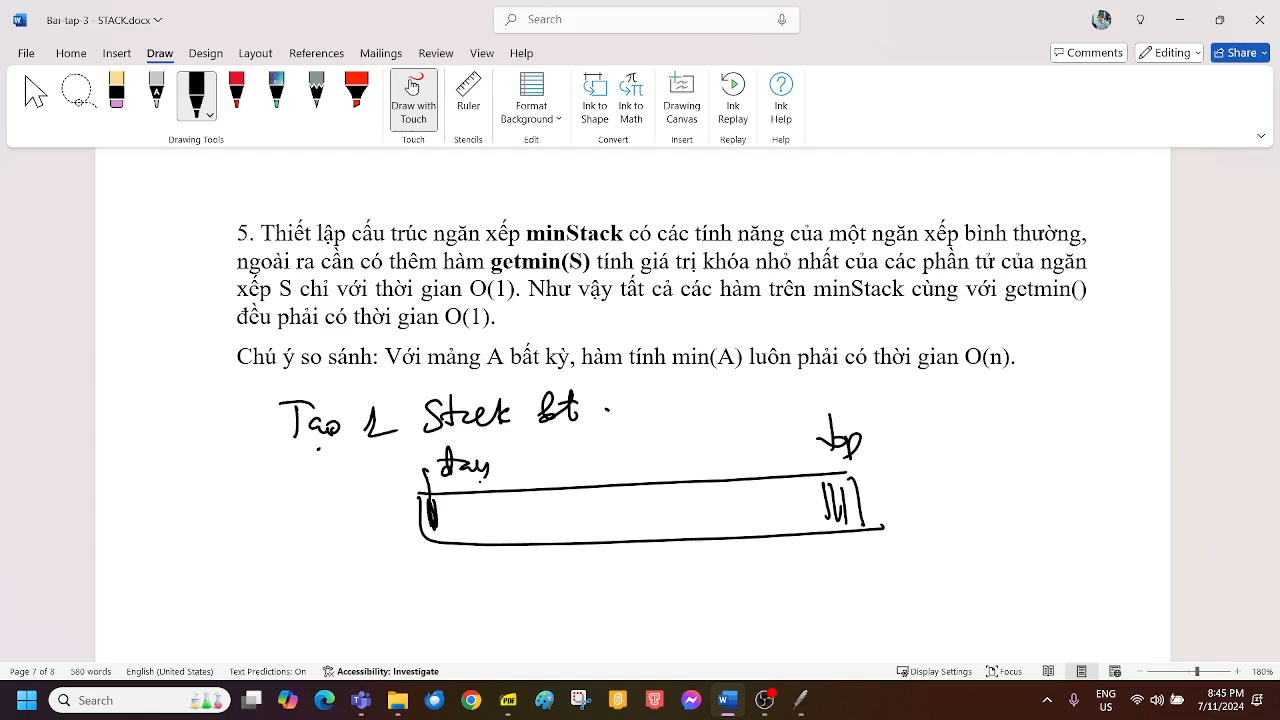 Bai-tap-3 - STACK.docx
Search
File Home Insert Draw Design Layout References Mailings Review View Help
Comments Editing Share
Draw with Touch Ruler Format Background Ink to Shape Ink to Math Drawing Canvas Ink Replay Ink Help
Drawing Tools Touch Stencils Edit Convert Insert Replay Help
5. Thiết lập cấu trúc ngăn xếp minStack có các tính năng của một ngăn xếp bình thường,
ngoài ra cần có thêm hàm getmin(S) tính giá trị khóa nhỏ nhất của các phần tử của ngăn
xếp S chỉ với thời gian O(1). Như vậy tất cả các hàm trên minStack cùng với getmin()
đều phải có thời gian O(1).
Chú ý so sánh: Với mảng A bất kỳ, hàm tính min(A) luôn phải có thời gian O(n).
Tạo 1 Stack bt .
top
Page 7 of 8 580 words English (United States) Text Predictions: On Accessibility: Investigate Display Settings Focus 180%
Search ENG 8:45 PM
US 7/11/2024